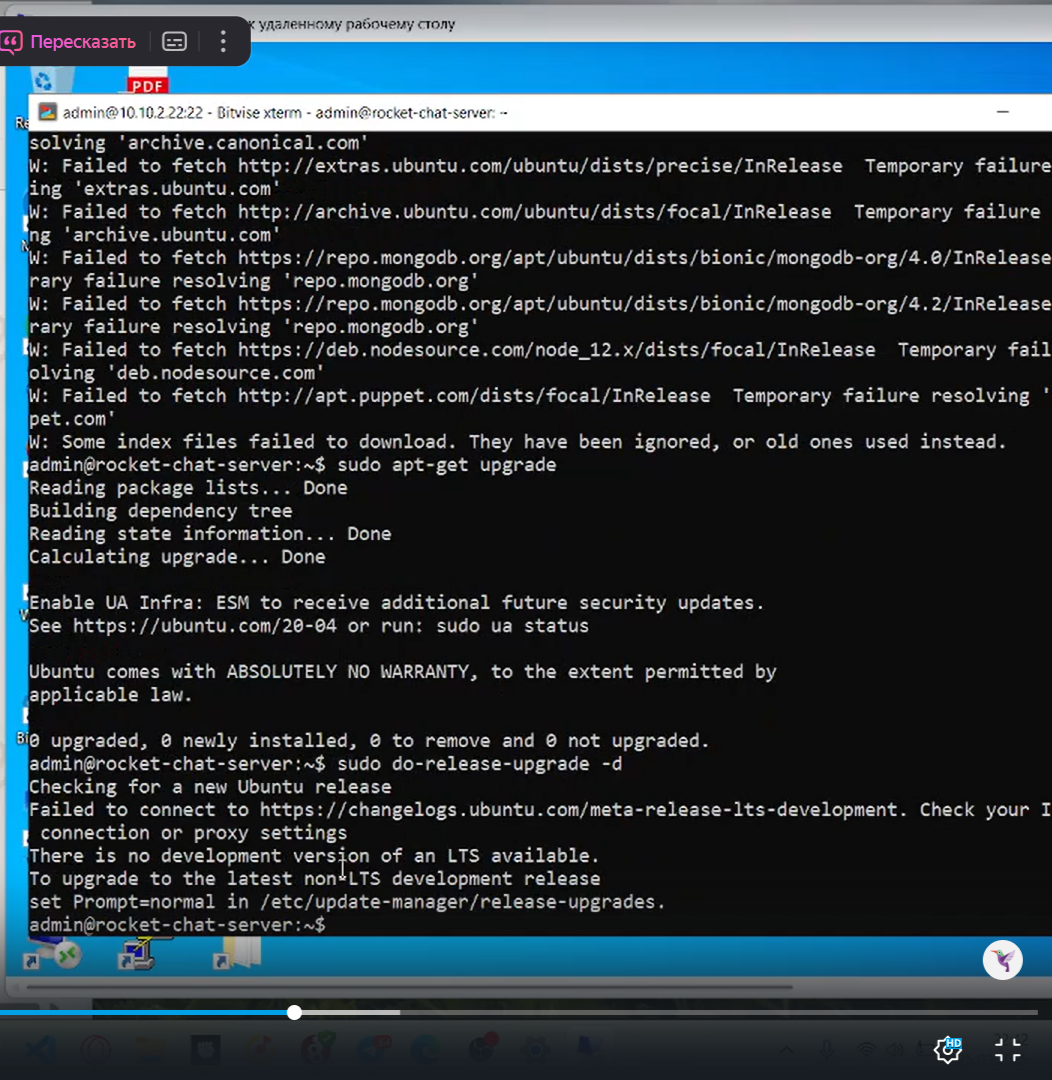 к удаленному рабочему столу
Пересказать
PDF
admin@10.10.2.22:22 - Bitvise xterm - admin@rocket-chat-server: ~
solving 'archive.canonical.com'
W: Failed to fetch http://extras.ubuntu.com/ubuntu/dists/precise/InRelease  Temporary failure
ing 'extras.ubuntu.com'
W: Failed to fetch http://archive.ubuntu.com/ubuntu/dists/focal/InRelease  Temporary failure
ng 'archive.ubuntu.com'
W: Failed to fetch https://repo.mongodb.org/apt/ubuntu/dists/bionic/mongodb-org/4.0/InRelease
rary failure resolving 'repo.mongodb.org'
W: Failed to fetch https://repo.mongodb.org/apt/ubuntu/dists/bionic/mongodb-org/4.2/InRelease
rary failure resolving 'repo.mongodb.org'
W: Failed to fetch https://deb.nodesource.com/node_12.x/dists/focal/InRelease  Temporary fail
olving 'deb.nodesource.com'
W: Failed to fetch http://apt.puppet.com/dists/focal/InRelease  Temporary failure resolving '
pet.com'
W: Some index files failed to download. They have been ignored, or old ones used instead.
admin@rocket-chat-server:~$ sudo apt-get upgrade
Reading package lists... Done
Building dependency tree
Reading state information... Done
Calculating upgrade... Done
Enable UA Infra: ESM to receive additional future security updates.
See https://ubuntu.com/20-04 or run: sudo ua status
Ubuntu comes with ABSOLUTELY NO WARRANTY, to the extent permitted by
applicable law.
0 upgraded, 0 newly installed, 0 to remove and 0 not upgraded.
admin@rocket-chat-server:~$ sudo do-release-upgrade -d
Checking for a new Ubuntu release
Failed to connect to https://changelogs.ubuntu.com/meta-release-lts-development. Check your I
connection or proxy settings
There is no development version of an LTS available.
To upgrade to the latest non-LTS development release
set Prompt=normal in /etc/update-manager/release-upgrades.
admin@rocket-chat-server:~$
HD